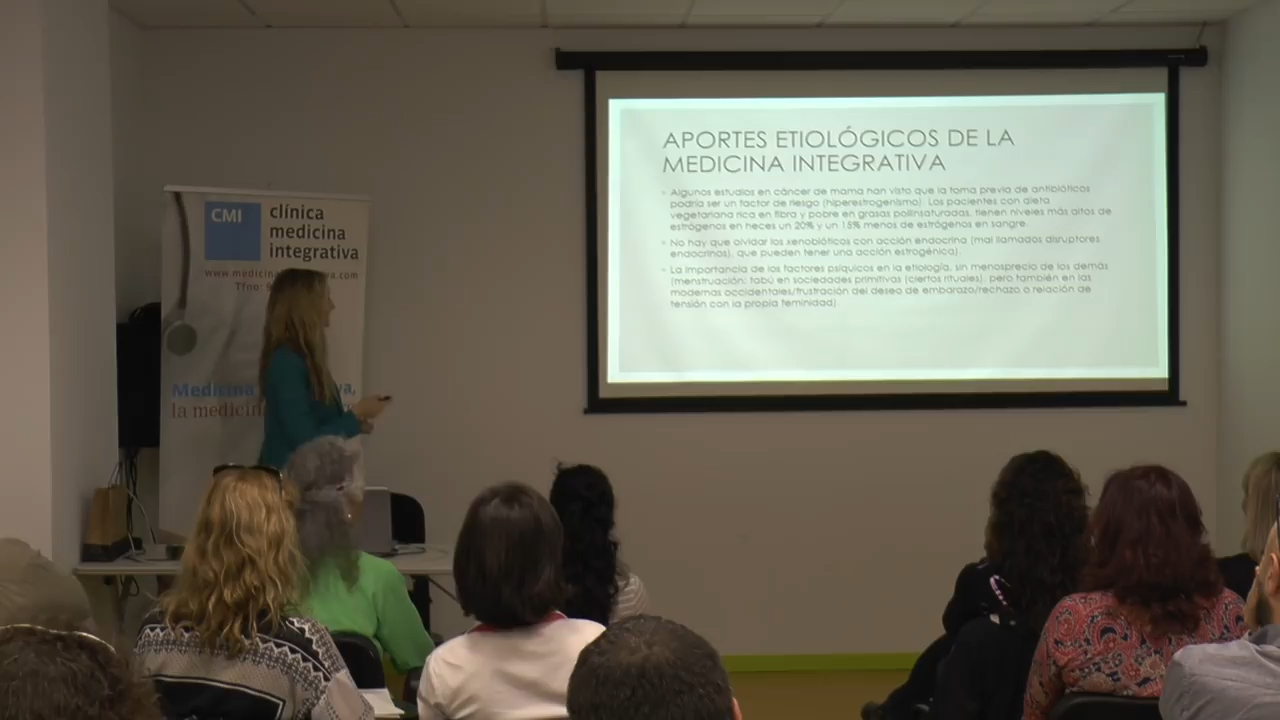 CMI
clínica
medicina
integrativa
www.medicina va.com
Tfno: 9
Medicina va,
la medicin
APORTES ETIOLÓGICOS DE LA
MEDICINA INTEGRATIVA
Algunos estudios en cáncer de mama han visto que la toma previa de antibióticos
podría ser un factor de riesgo (hiperestrogenismo). Los pacientes con dieta
vegetariana rica en fibra y pobre en grasas poliinsaturadas, tienen niveles más altos de
estrógenos en heces un 20% y un 15% menos de estrógenos en sangre.
No hay que olvidar los xenobióticos con acción endocrina (mal llamados disruptores
endocrinos), que pueden tener una acción estrogénica).
La importancia de los factores psíquicos en la etiología, sin menosprecio de los demás
(menstruación: tabú en sociedades primitivas (ciertos rituales), pero también en las
modernas occidentales/frustración del deseo de embarazo/rechazo o relación de
tensión con la propia feminidad).